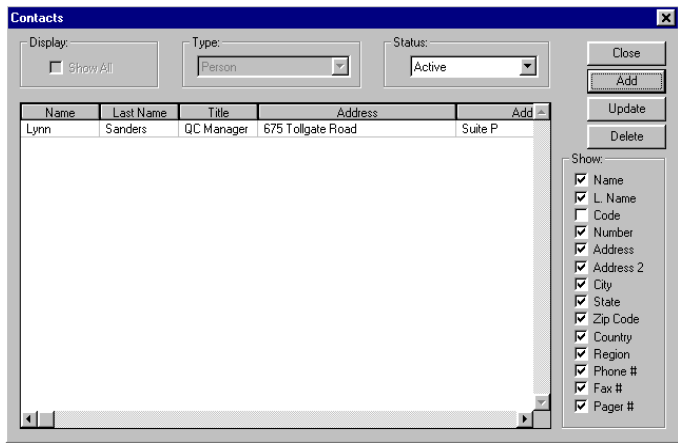 Contacts
Display:
Show All
Type:
Person
Status:
Active
Close
Add
Update
Delete
Name Last Name Title Address Add
Lynn Sanders QC Manager 675 Tollgate Road Suite P
Show:
Name
L. Name
Code
Number
Address
Address 2
City
State
Zip Code
Country
Region
Phone #
Fax #
Pager #